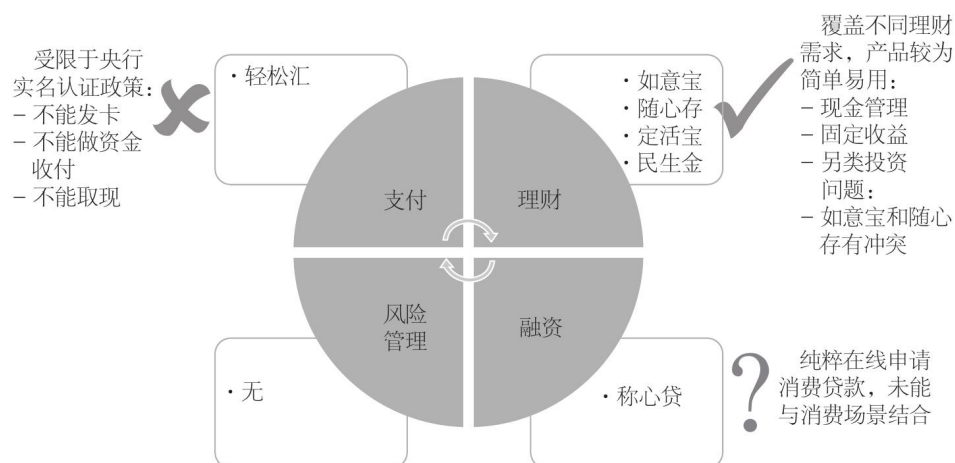 受限于央行
实名认证政策：
– 不能发卡
– 不能做资金
收付
– 不能取现
· 轻松汇
支付
· 如意宝
· 随心存
· 定活宝
· 民生金
理财
覆盖不同理财
需求，产品较为
简单易用：
– 现金管理
– 固定收益
– 另类投资
问题：
– 如意宝和随心
存有冲突
风险
管理
· 无
融资
· 称心贷
?
纯粹在线申请
消费贷款，未能
与消费场景结合